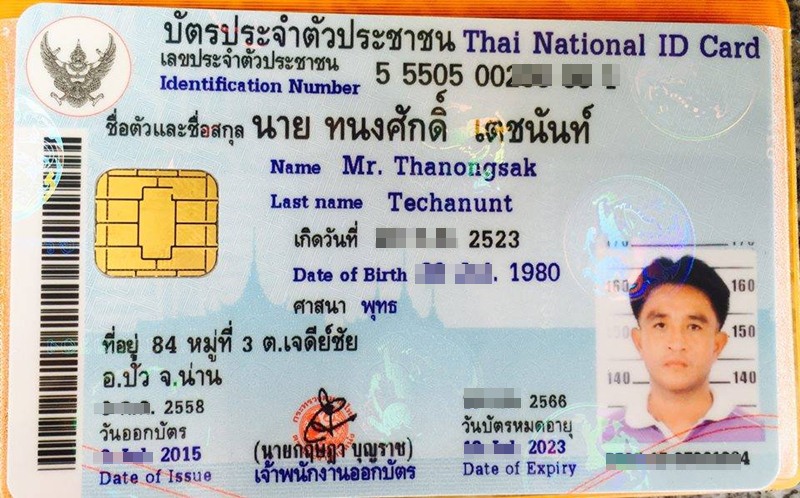 บัตรประจำตัวประชาชน Thai National ID Card
เลขประจำตัวประชาชน
Identification Number 5 5505 00
ชื่อตัวและชื่อสกุล นาย ทนงศักดิ์ เตชนันท์
Name Mr. Thanongsak
Last name Techanunt
เกิดวันที่ 2523
Date of Birth 1980
ศาสนา พุทธ
ที่อยู่ 84 หมู่ที่ 3 ต.เจดีย์ชัย
อ.ปัว จ.น่าน
2558
วันออกบัตร
2015
Date of Issue
(นายกฤษฎา บุญราช)
เจ้าพนักงานออกบัตร
2566
วันบัตรหมดอายุ
2023
Date of Expiry
170 170
160 160
150
140 140